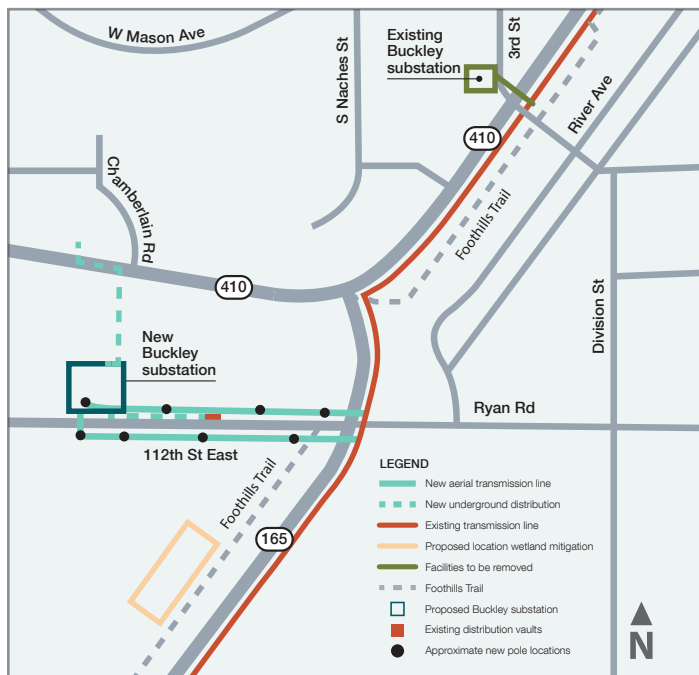 W Mason Ave
S Naches St
3rd St
Existing
Buckley
substation
River Ave
410
Chamberlain Rd
Foothills Trail
410
Division St
New
Buckley
substation
Ryan Rd
112th St East
Foothills Trail
165
LEGEND
New aerial transmission line
New underground distribution
Existing transmission line
Proposed location wetland mitigation
Facilities to be removed
Foothills Trail
Proposed Buckley substation
Existing distribution vaults
Approximate new pole locations
N